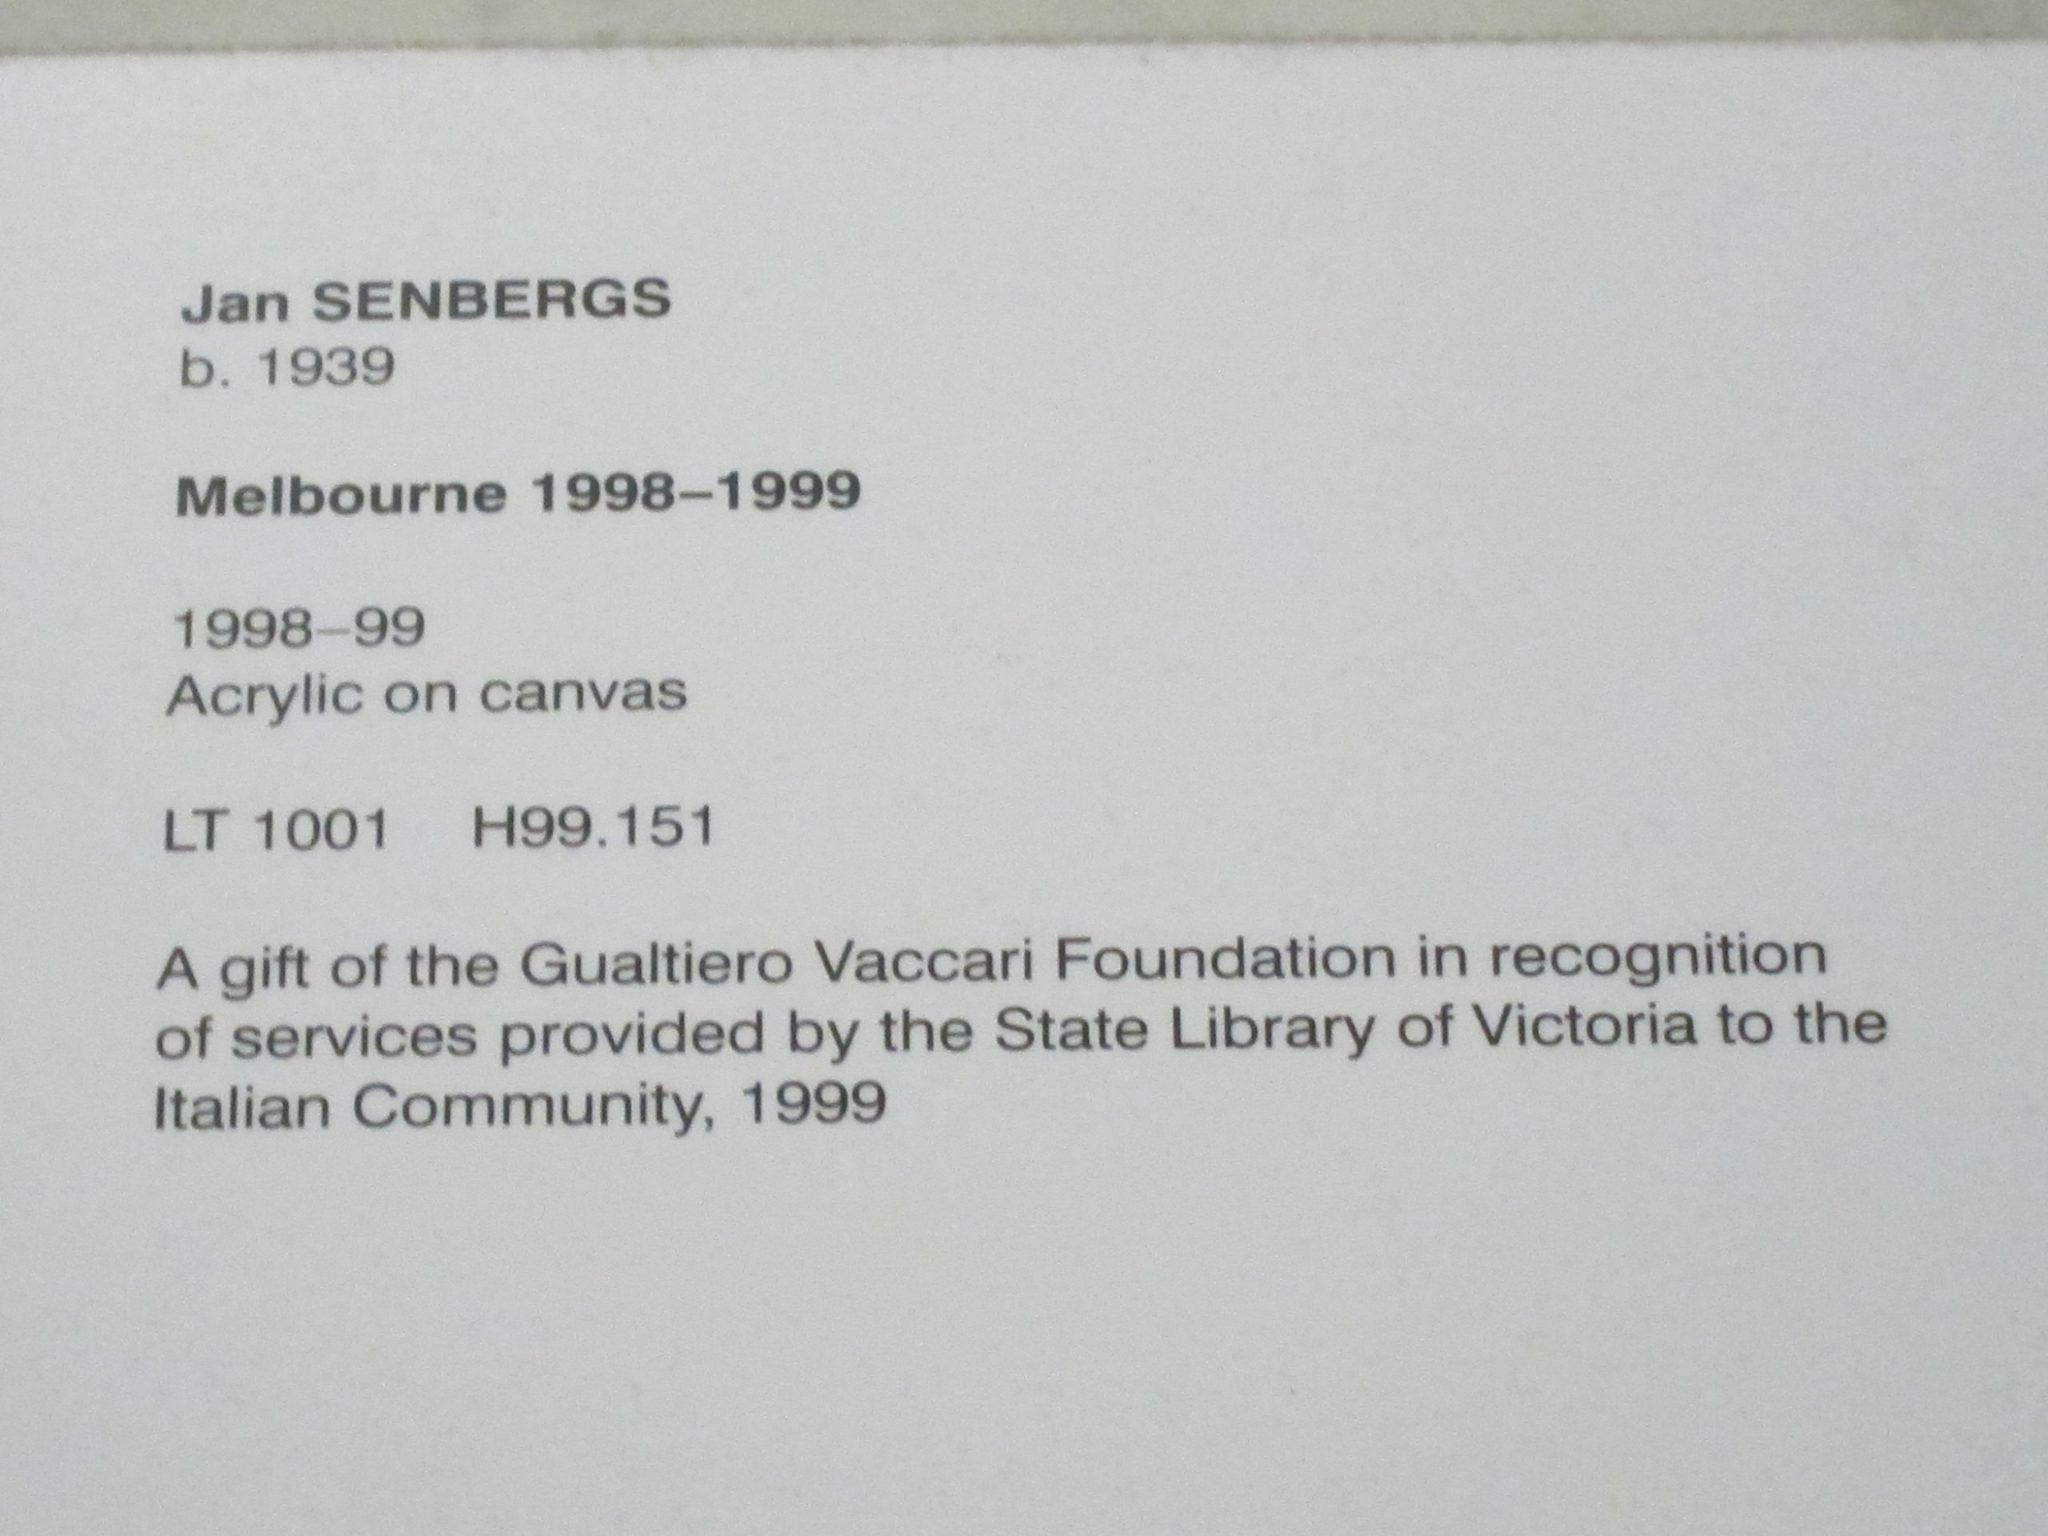 Jan SENBERGS
b. 1939
Melbourne 1998–1999
1998–99
Acrylic on canvas
LT 1001 H99.151
A gift of the Gualtiero Vaccari Foundation in recognition
of services provided by the State Library of Victoria to the
Italian Community, 1999